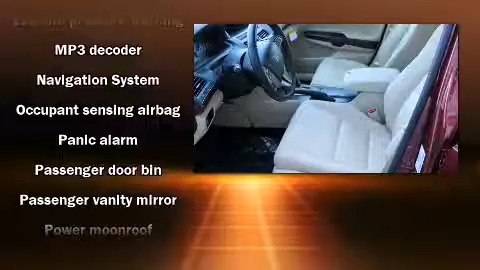 MP3 decoder
Navigation System
Occupant sensing airbag
Panic alarm
Passenger door bin
Passenger vanity mirror
Power moonroof